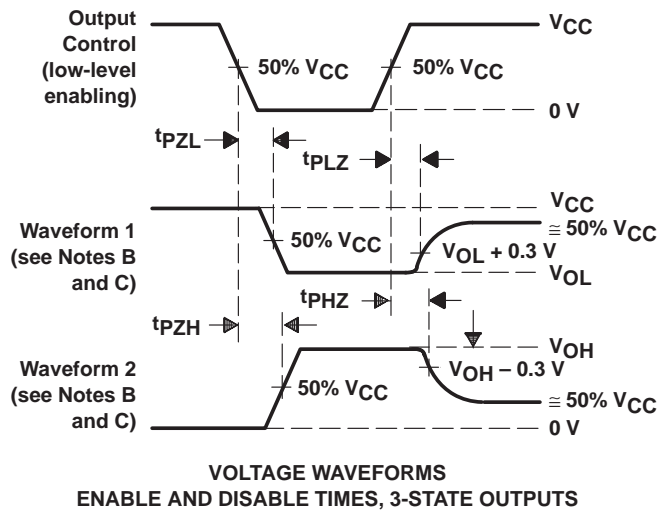 Output
Control
(low-level
enabling)
VCC
50% VCC
50% VCC
0 V
tPZL
tPLZ
VCC
Waveform 1
(see Notes B
and C)
50% VCC
≅ 50% VCC
VOL + 0.3 V
VOL
tPZH
tPHZ
VOH
Waveform 2
(see Notes B
and C)
50% VCC
VOH − 0.3 V
≅ 50% VCC
0 V
VOLTAGE WAVEFORMS
ENABLE AND DISABLE TIMES, 3-STATE OUTPUTS